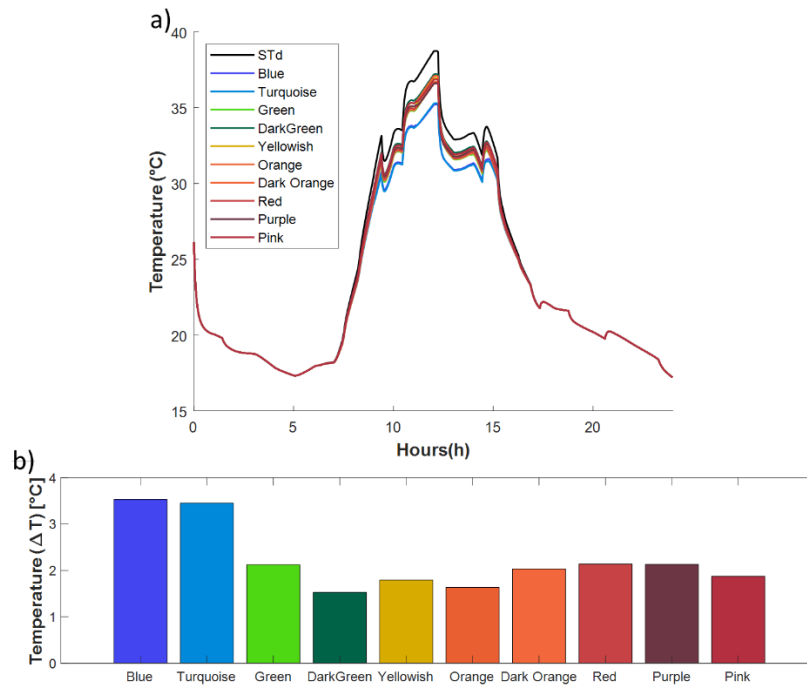 a)
40
35
30
25
20
15
Temperature (°C)
STd
Blue
Turquoise
Green
DarkGreen
Yellowish
Orange
Dark Orange
Red
Purple
Pink
0 5 10 15 20
Hours(h)
b)
4
3
2
1
0
Temperature (Δ T) [°C]
Blue Turquoise Green DarkGreen Yellowish Orange Dark Orange Red Purple Pink